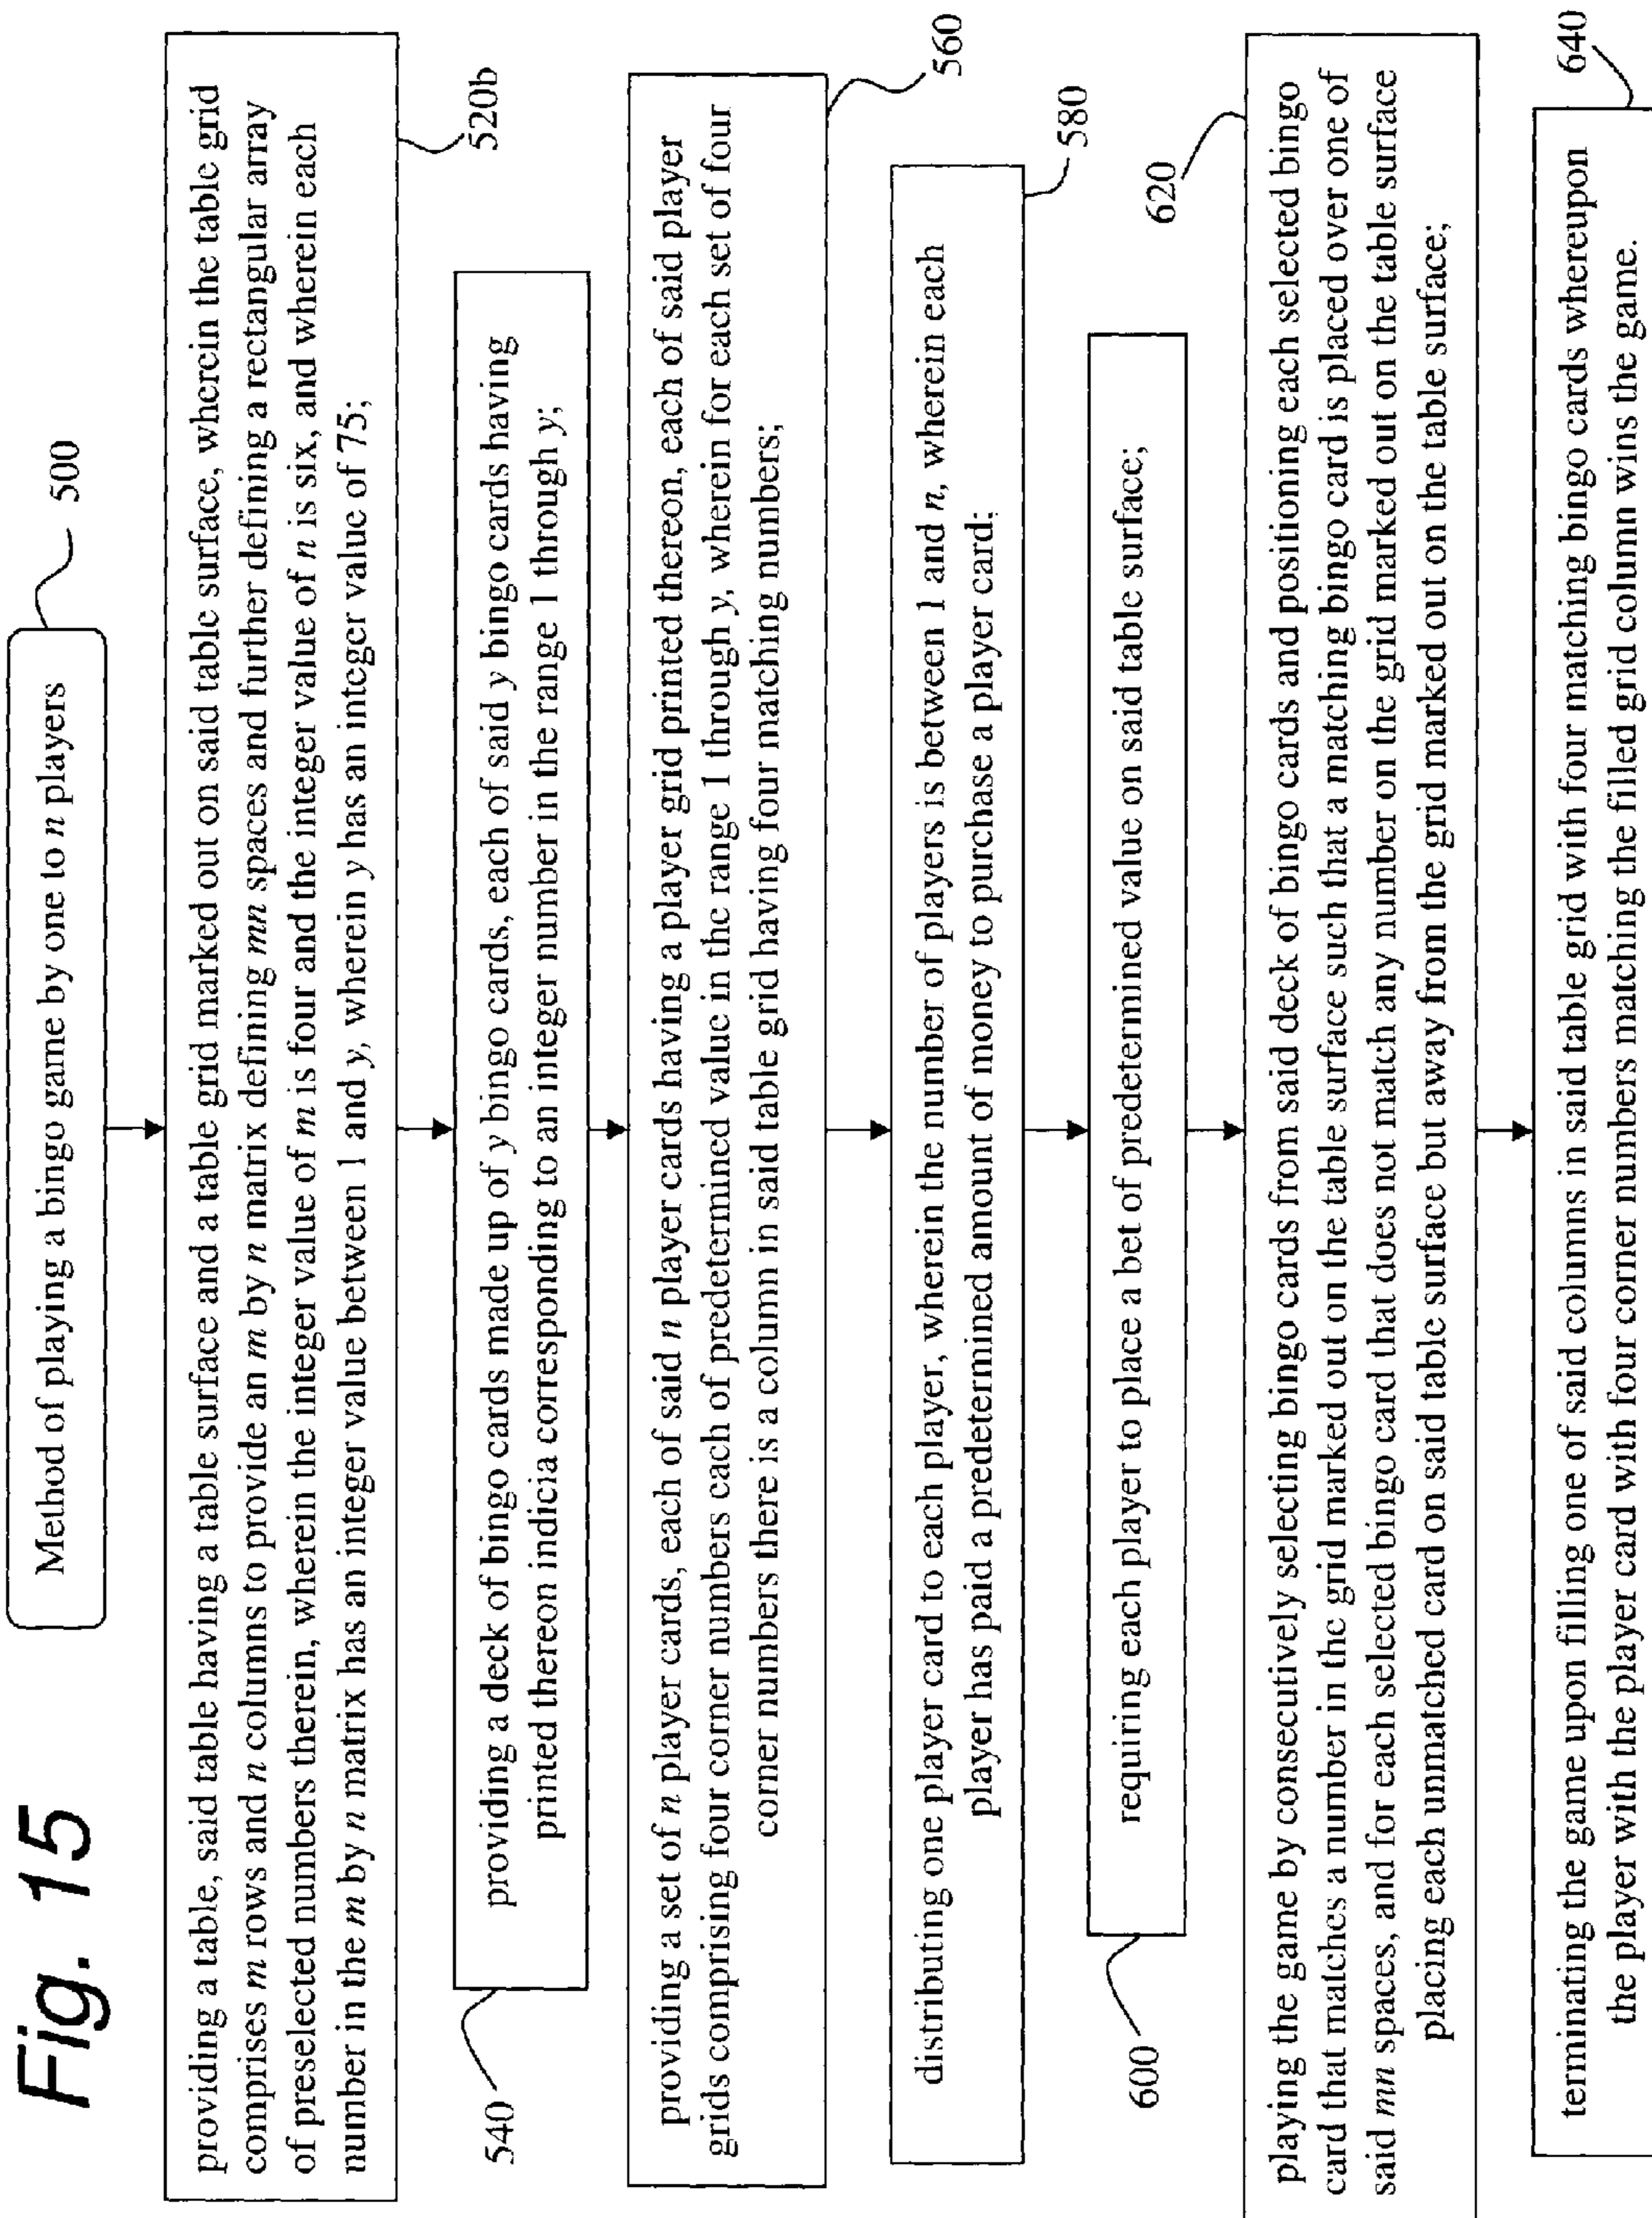 Fig. 15
Method of playing a bingo game by one to n players
500
providing a table, said table having a table surface and a table grid marked out on said table surface, wherein the table grid
comprises m rows and n columns to provide an m by n matrix defining mn spaces and further defining a rectangular array
of preselected numbers therein, wherein the integer value of m is four and the integer value of n is six, and wherein each
number in the m by n matrix has an integer value between 1 and y, wherein y has an integer value of 75;
520b
providing a deck of bingo cards made up of y bingo cards, each of said y bingo cards having
printed thereon indicia corresponding to an integer number in the range 1 through y;
540
providing a set of n player cards, each of said n player cards having a player grid printed thereon, each of said player
grids comprising four corner numbers each of predetermined value in the range 1 through y, wherein for each set of four
corner numbers there is a column in said table grid having four matching numbers;
560
distributing one player card to each player, wherein the number of players is between 1 and n, wherein each
player has paid a predetermined amount of money to purchase a player card;
580
requiring each player to place a bet of predetermined value on said table surface;
600
playing the game by consecutively selecting bingo cards from said deck of bingo cards and positioning each selected bingo
card that matches a number in the grid marked out on the table surface such that a matching bingo card is placed over one of
said mn spaces, and for each selected bingo card that does not match any number on the grid marked out on the table surface
placing each unmatched card on said table surface but away from the grid marked out on the table surface;
620
terminating the game upon filling one of said columns in said table grid with four matching bingo cards whereupon
the player with the player card with four corner numbers matching the filled grid column wins the game.
640